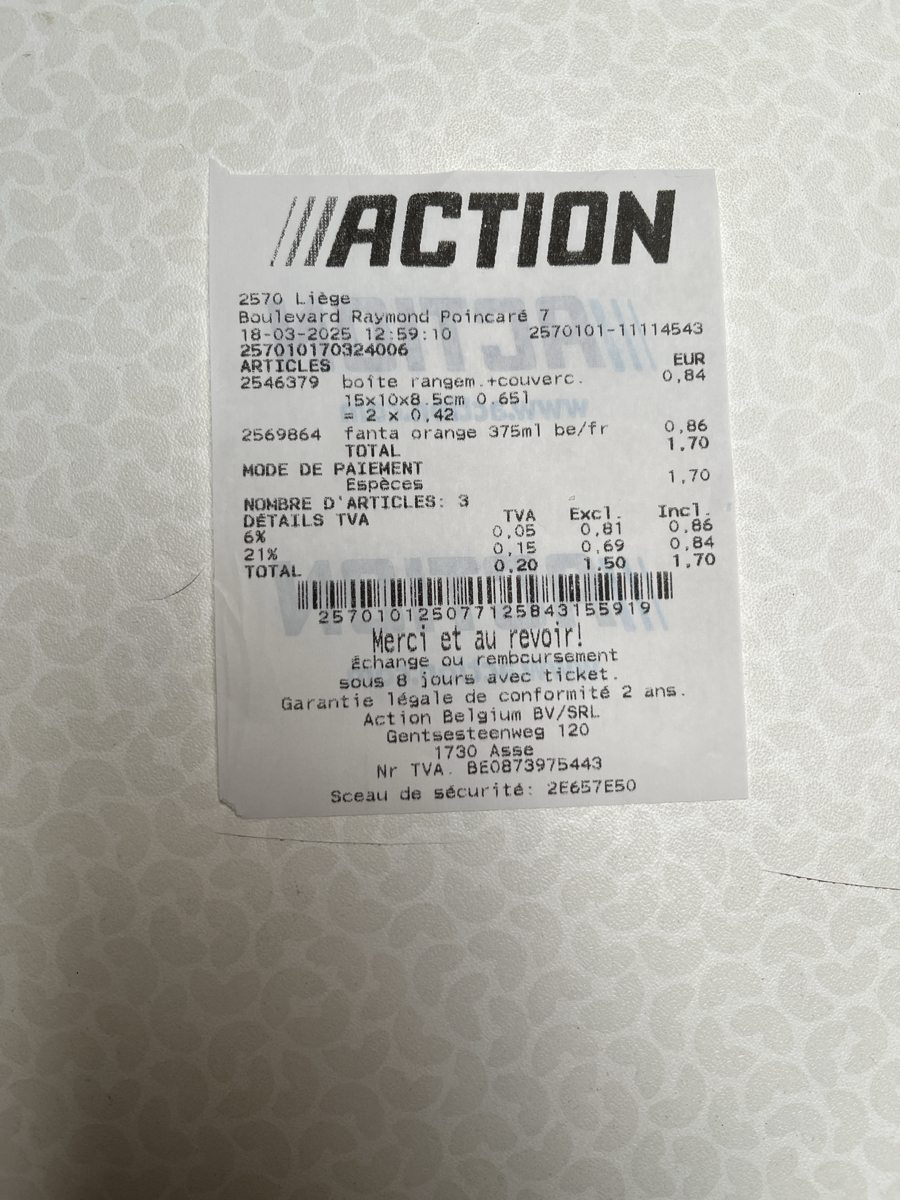 ///ACTION
2570 Liège
Boulevard Raymond Poincaré 7
18-03-2025 12:59:10 2570101-11114543
257010170324006
ARTICLES EUR
2546379 boîte rangem.+couverc. 0,84
15x10x8.5cm 0.65l
= 2 x 0,42
2569864 fanta orange 375ml be/fr 0,86
TOTAL 1,70
MODE DE PAIEMENT
Espèces 1,70
NOMBRE D'ARTICLES: 3
DÉTAILS TVA TVA Excl. Incl.
6% 0,05 0,81 0,86
21% 0,15 0,69 0,84
TOTAL 0,20 1,50 1,70
257010125077125843155919
Merci et au revoir!
Échange ou remboursement
sous 8 jours avec ticket.
Garantie légale de conformité 2 ans.
Action Belgium BV/SRL
Gentsesteenweg 120
1730 Asse
Nr TVA. BE0873975443
Sceau de sécurité: 2E657E50